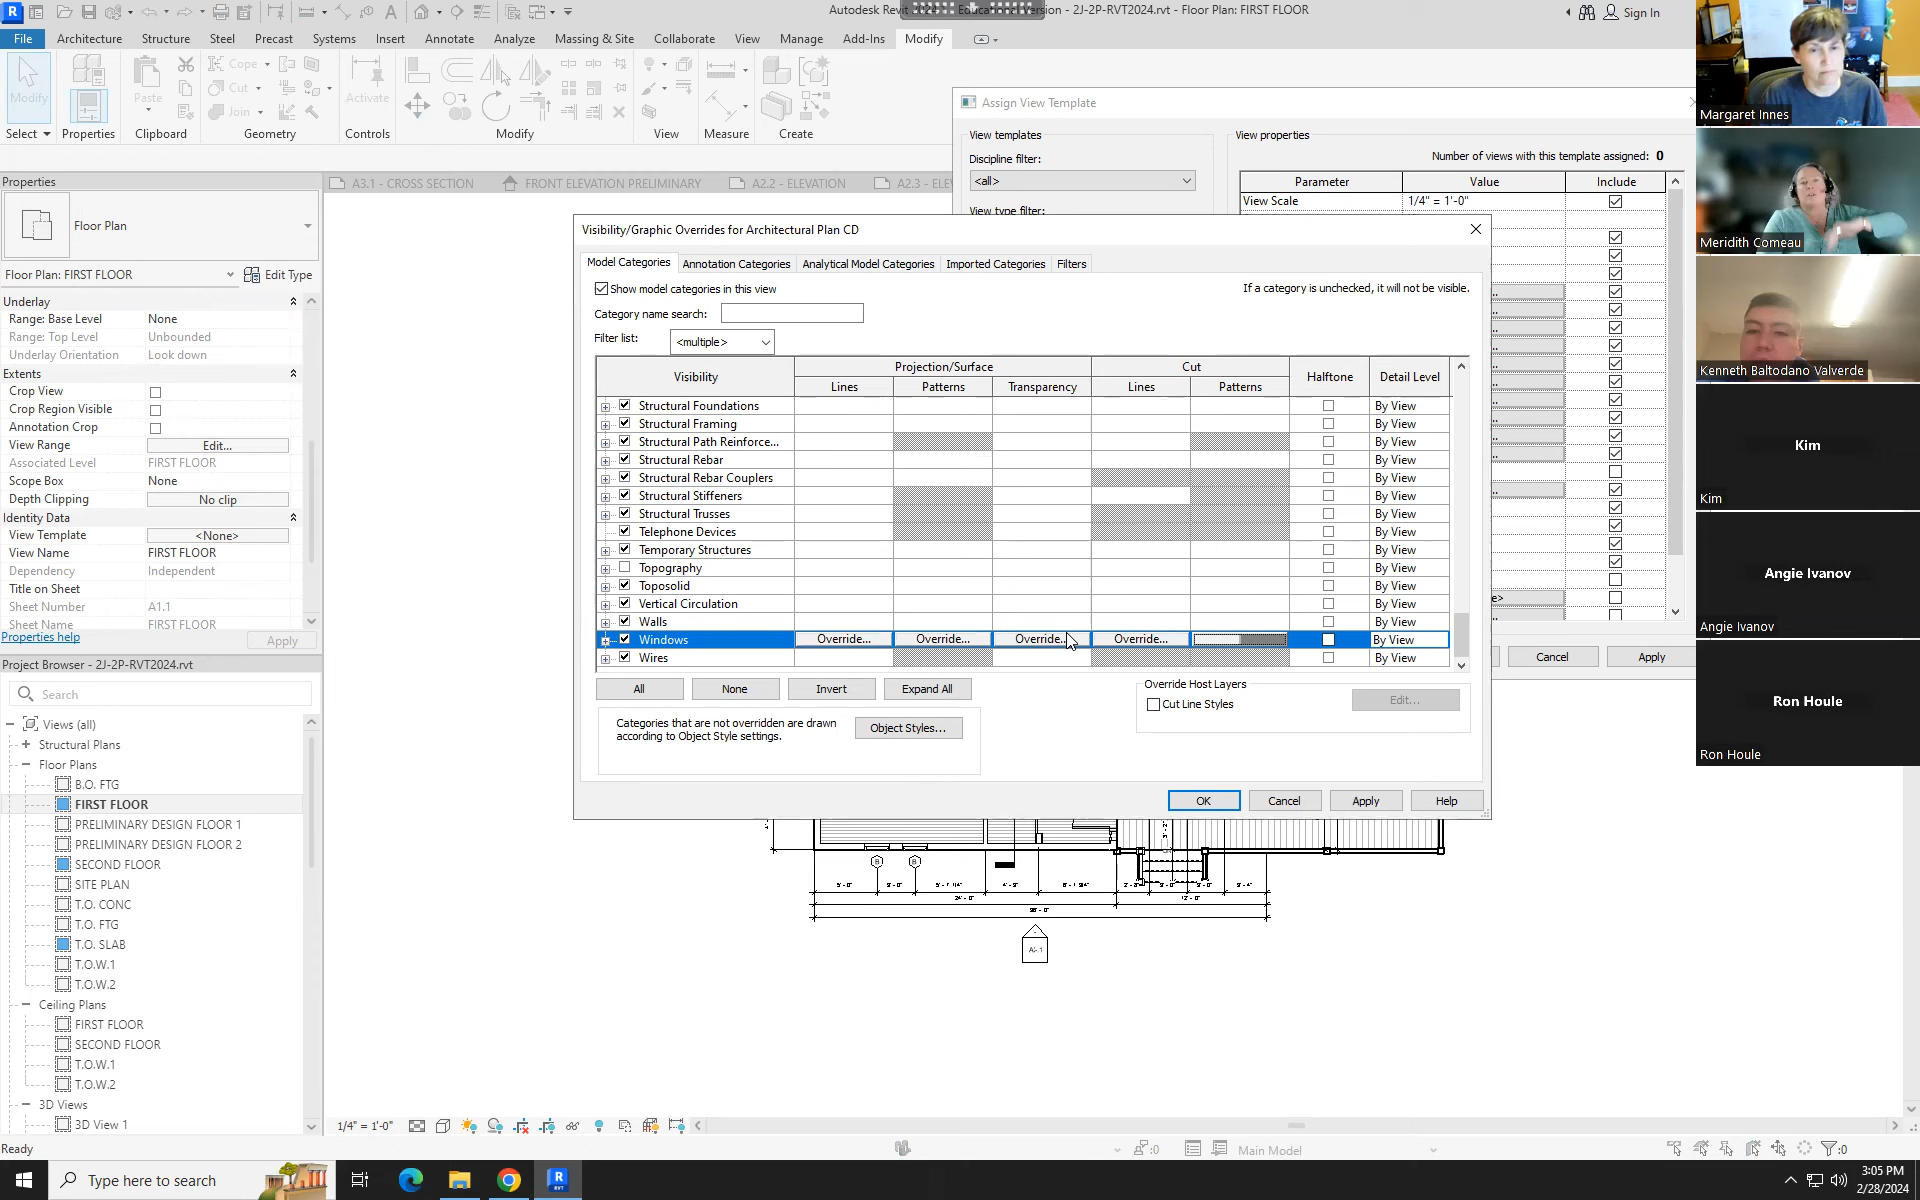 Autodesk Revit
ersion - 2J-2P-RVT2024.rvt - Floor Plan: FIRST FLOOR
Sign In
File
Architecture
Structure
Steel
Precast
Systems
Insert
Annotate
Analyze
Massing & Site
Collaborate
View
Manage
Add-Ins
Modify
Modify
Paste
Cope
Cut
Join
Activate
Select
Properties
Clipboard
Geometry
Controls
Modify
View
Measure
Create
Properties
A3.1 - CROSS SECTION
FRONT ELEVATION PRELIMINARY
A2.2 - ELEVATION
A2.3 - ELE
Floor Plan
Floor Plan: FIRST FLOOR
Edit Type
Underlay
Range: Base Level
None
Range: Top Level
Unbounded
Underlay Orientation
Look down
Extents
Crop View
Crop Region Visible
Annotation Crop
View Range
Edit...
Associated Level
FIRST FLOOR
Scope Box
None
Depth Clipping
No clip
Identity Data
View Template
<None>
View Name
FIRST FLOOR
Dependency
Independent
Title on Sheet
Sheet Number
A1.1
Sheet Name
FIRST FLOOR
Properties help
Apply
Project Browser - 2J-2P-RVT2024.rvt
Search
Views (all)
Structural Plans
Floor Plans
B.O. FTG
FIRST FLOOR
PRELIMINARY DESIGN FLOOR 1
PRELIMINARY DESIGN FLOOR 2
SECOND FLOOR
SITE PLAN
T.O. CONC
T.O. FTG
T.O. SLAB
T.O.W.1
T.O.W.2
Ceiling Plans
FIRST FLOOR
SECOND FLOOR
T.O.W.1
T.O.W.2
3D Views
3D View 1
Assign View Template
View templates
Discipline filter:
<all>
View type filter:
View properties
Number of views with this template assigned: 0
Parameter
Value
Include
View Scale
1/4" = 1'-0"
Cancel
Apply
Visibility/Graphic Overrides for Architectural Plan CD
Model Categories
Annotation Categories
Analytical Model Categories
Imported Categories
Filters
Show model categories in this view
If a category is unchecked, it will not be visible.
Category name search:
Filter list:
<multiple>
Visibility
Projection/Surface
Cut
Halftone
Detail Level
Lines
Patterns
Transparency
Lines
Patterns
Structural Foundations
By View
Structural Framing
By View
Structural Path Reinforce...
By View
Structural Rebar
By View
Structural Rebar Couplers
By View
Structural Stiffeners
By View
Structural Trusses
By View
Telephone Devices
By View
Temporary Structures
By View
Topography
By View
Toposolid
By View
Vertical Circulation
By View
Walls
By View
Windows
Override...
Override...
Override...
Override...
By View
Wires
By View
All
None
Invert
Expand All
Override Host Layers
Cut Line Styles
Edit...
Categories that are not overridden are drawn
according to Object Style settings.
Object Styles...
OK
Cancel
Apply
Help
1/4" = 1'-0"
Ready
:0
Main Model
:0
Type here to search
3:05 PM
2/28/2024
Margaret Innes
Meridith Comeau
Kenneth Baltodano Valverde
Kim
Kim
Angie Ivanov
Angie Ivanov
Ron Houle
Ron Houle